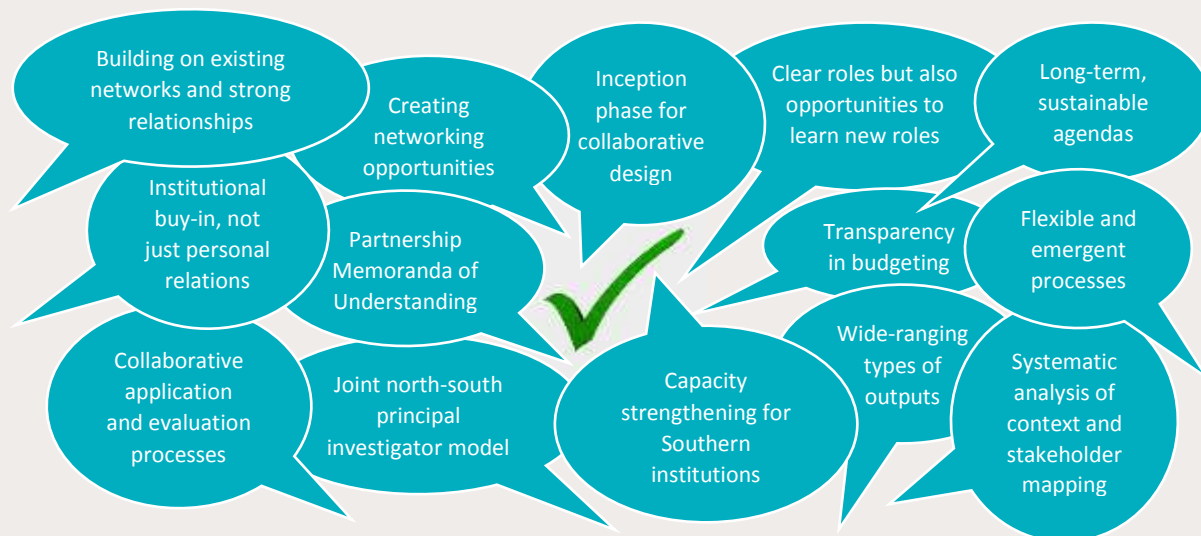 Building on existing
networks and strong
relationships
Creating
networking
opportunities
Inception
phase for
collaborative
design
Clear roles but also
opportunities to
learn new roles
Long-term,
sustainable
agendas
Institutional
buy-in, not
just personal
relations
Partnership
Memoranda of
Understanding
Transparency
in budgeting
Flexible and
emergent
processes
Collaborative
application
and evaluation
processes
Joint north-south
principal
investigator model
Capacity
strengthening for
Southern
institutions
Wide-ranging
types of
outputs
Systematic
analysis of
context and
stakeholder
mapping